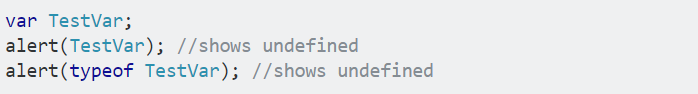 var TestVar;
alert(TestVar); //shows undefined
alert(typeof TestVar); //shows undefined